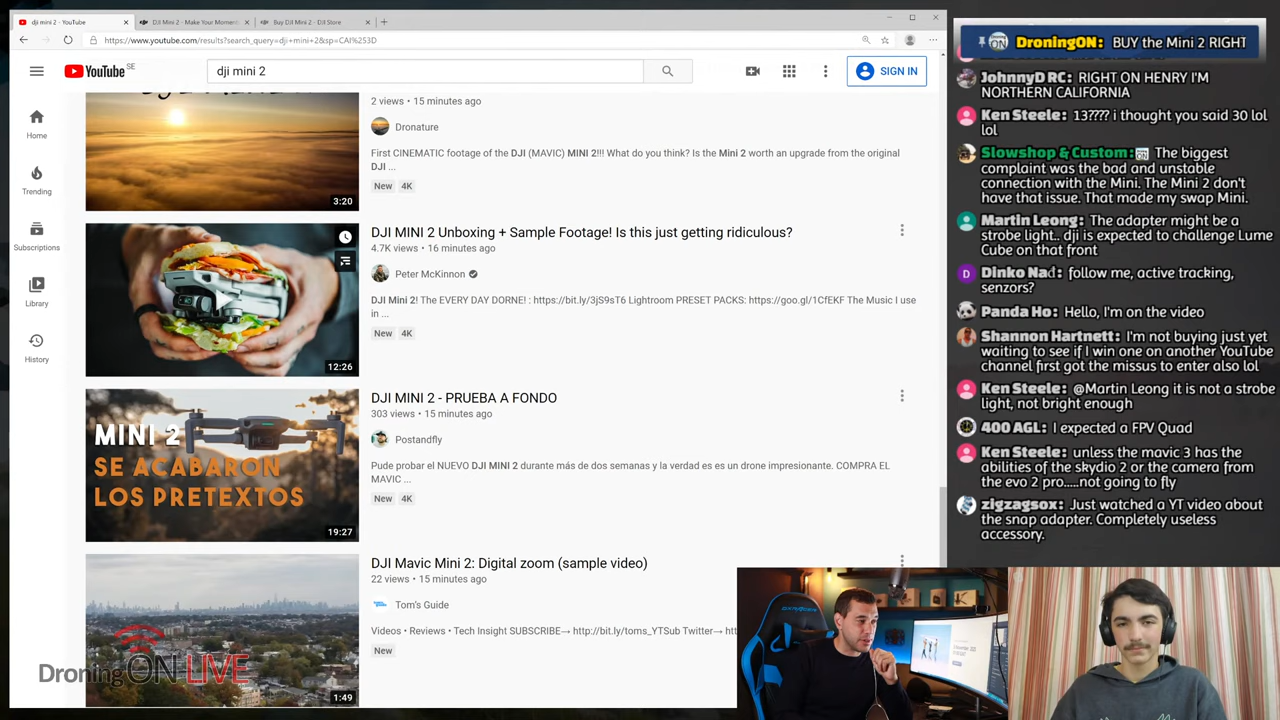 dji mini 2 - YouTube
DJI Mini 2 - Make Your Moments
Buy DJI Mini 2 - DJI Store
https://www.youtube.com/results?search_query=dji+mini+2&sp=CAI%253D
YouTube SE
dji mini 2
SIGN IN
Home
Trending
Subscriptions
Library
History
2 views • 15 minutes ago
Dronature
First CINEMATIC footage of the DJI (MAVIC) MINI 2!!! What do you think? Is the Mini 2 worth an upgrade from the original
DJI ...
New 4K
3:20
DJI MINI 2 Unboxing + Sample Footage! Is this just getting ridiculous?
4.7K views • 16 minutes ago
Peter McKinnon
DJI Mini 2! The EVERY DAY DORNE! : https://bit.ly/3jS9sT6 Lightroom PRESET PACKS: https://goo.gl/1CfEKF The Music I use
in ...
New 4K
12:26
DJI MINI 2 - PRUEBA A FONDO
303 views • 15 minutes ago
Postandfly
Pude probar el NUEVO DJI MINI 2 durante más de dos semanas y la verdad es es un drone impresionante. COMPRA EL
MAVIC ...
New 4K
MINI 2
SE ACABARON
LOS PRETEXTOS
19:27
DJI Mavic Mini 2: Digital zoom (sample video)
22 views • 15 minutes ago
Tom's Guide
Videos • Reviews • Tech Insight SUBSCRIBE→ http://bit.ly/toms_YTSub Twitter→
New
1:49
DroningON LIVE
DroningON: BUY the Mini 2 RIGHT
JohnnyD RC: RIGHT ON HENRY I'M
NORTHERN CALIFORNIA
Ken Steele: 13???? i thought you said 30 lol
lol
Slowshop & Custom: The biggest
complaint was the bad and unstable
connection with the Mini. The Mini 2 don't
have that issue. That made my swap Mini.
Martin Leong: The adapter might be a
strobe light.. dji is expected to challenge Lume
Cube on that front
Dinko Nađ: follow me, active tracking,
senzors?
Panda Ho: Hello, I'm on the video
Shannon Hartnett: I'm not buying just yet
waiting to see if I win one on another YouTube
channel first got the missus to enter also lol
Ken Steele: @Martin Leong it is not a strobe
light, not bright enough
400 AGL: I expected a FPV Quad
Ken Steele: unless the mavic 3 has the
abilities of the skydio 2 or the camera from
the evo 2 pro.....not going to fly
zigzagsox: Just watched a YT video about
the snap adapter. Completely useless
accessory.